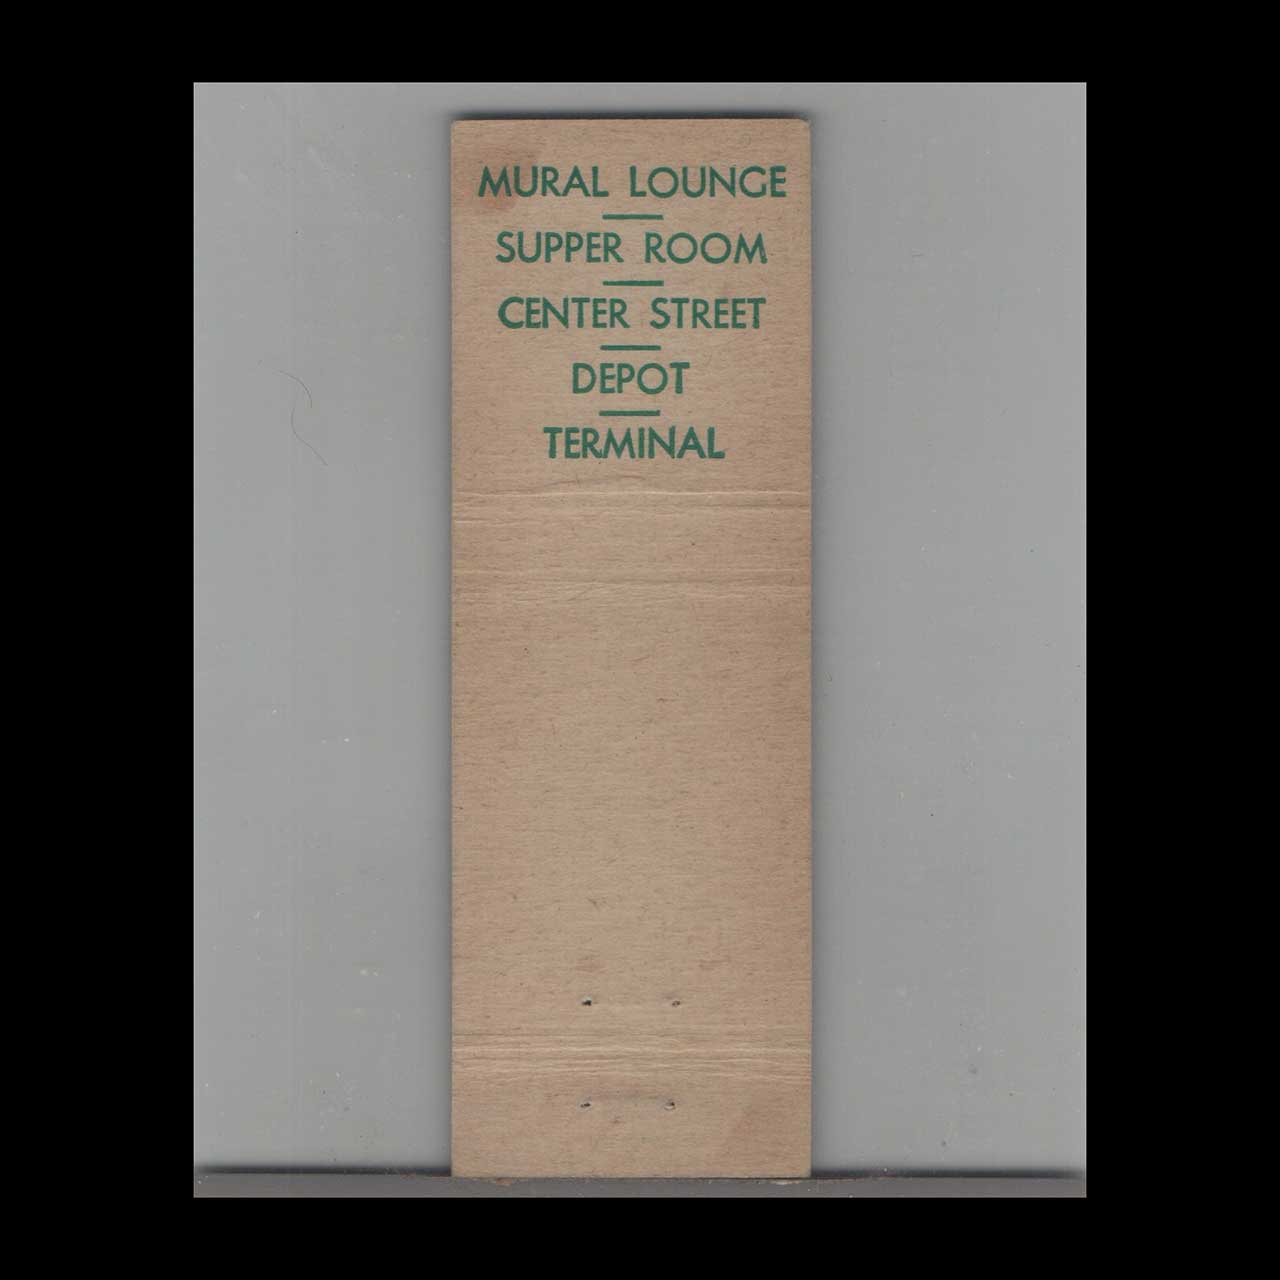 MURAL LOUNGE
SUPPER ROOM
CENTER STREET
DEPOT
TERMINAL